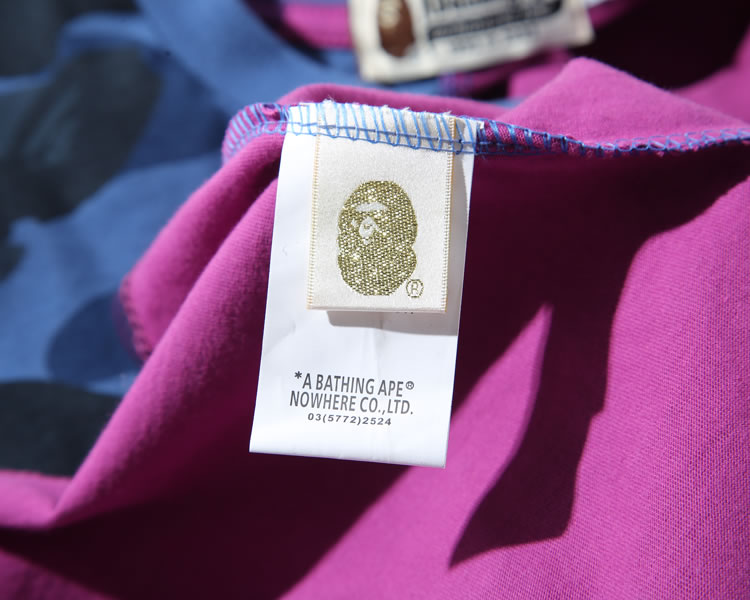 ®
*A BATHING APE®
NOWHERE CO.,LTD.
03(5772)2524